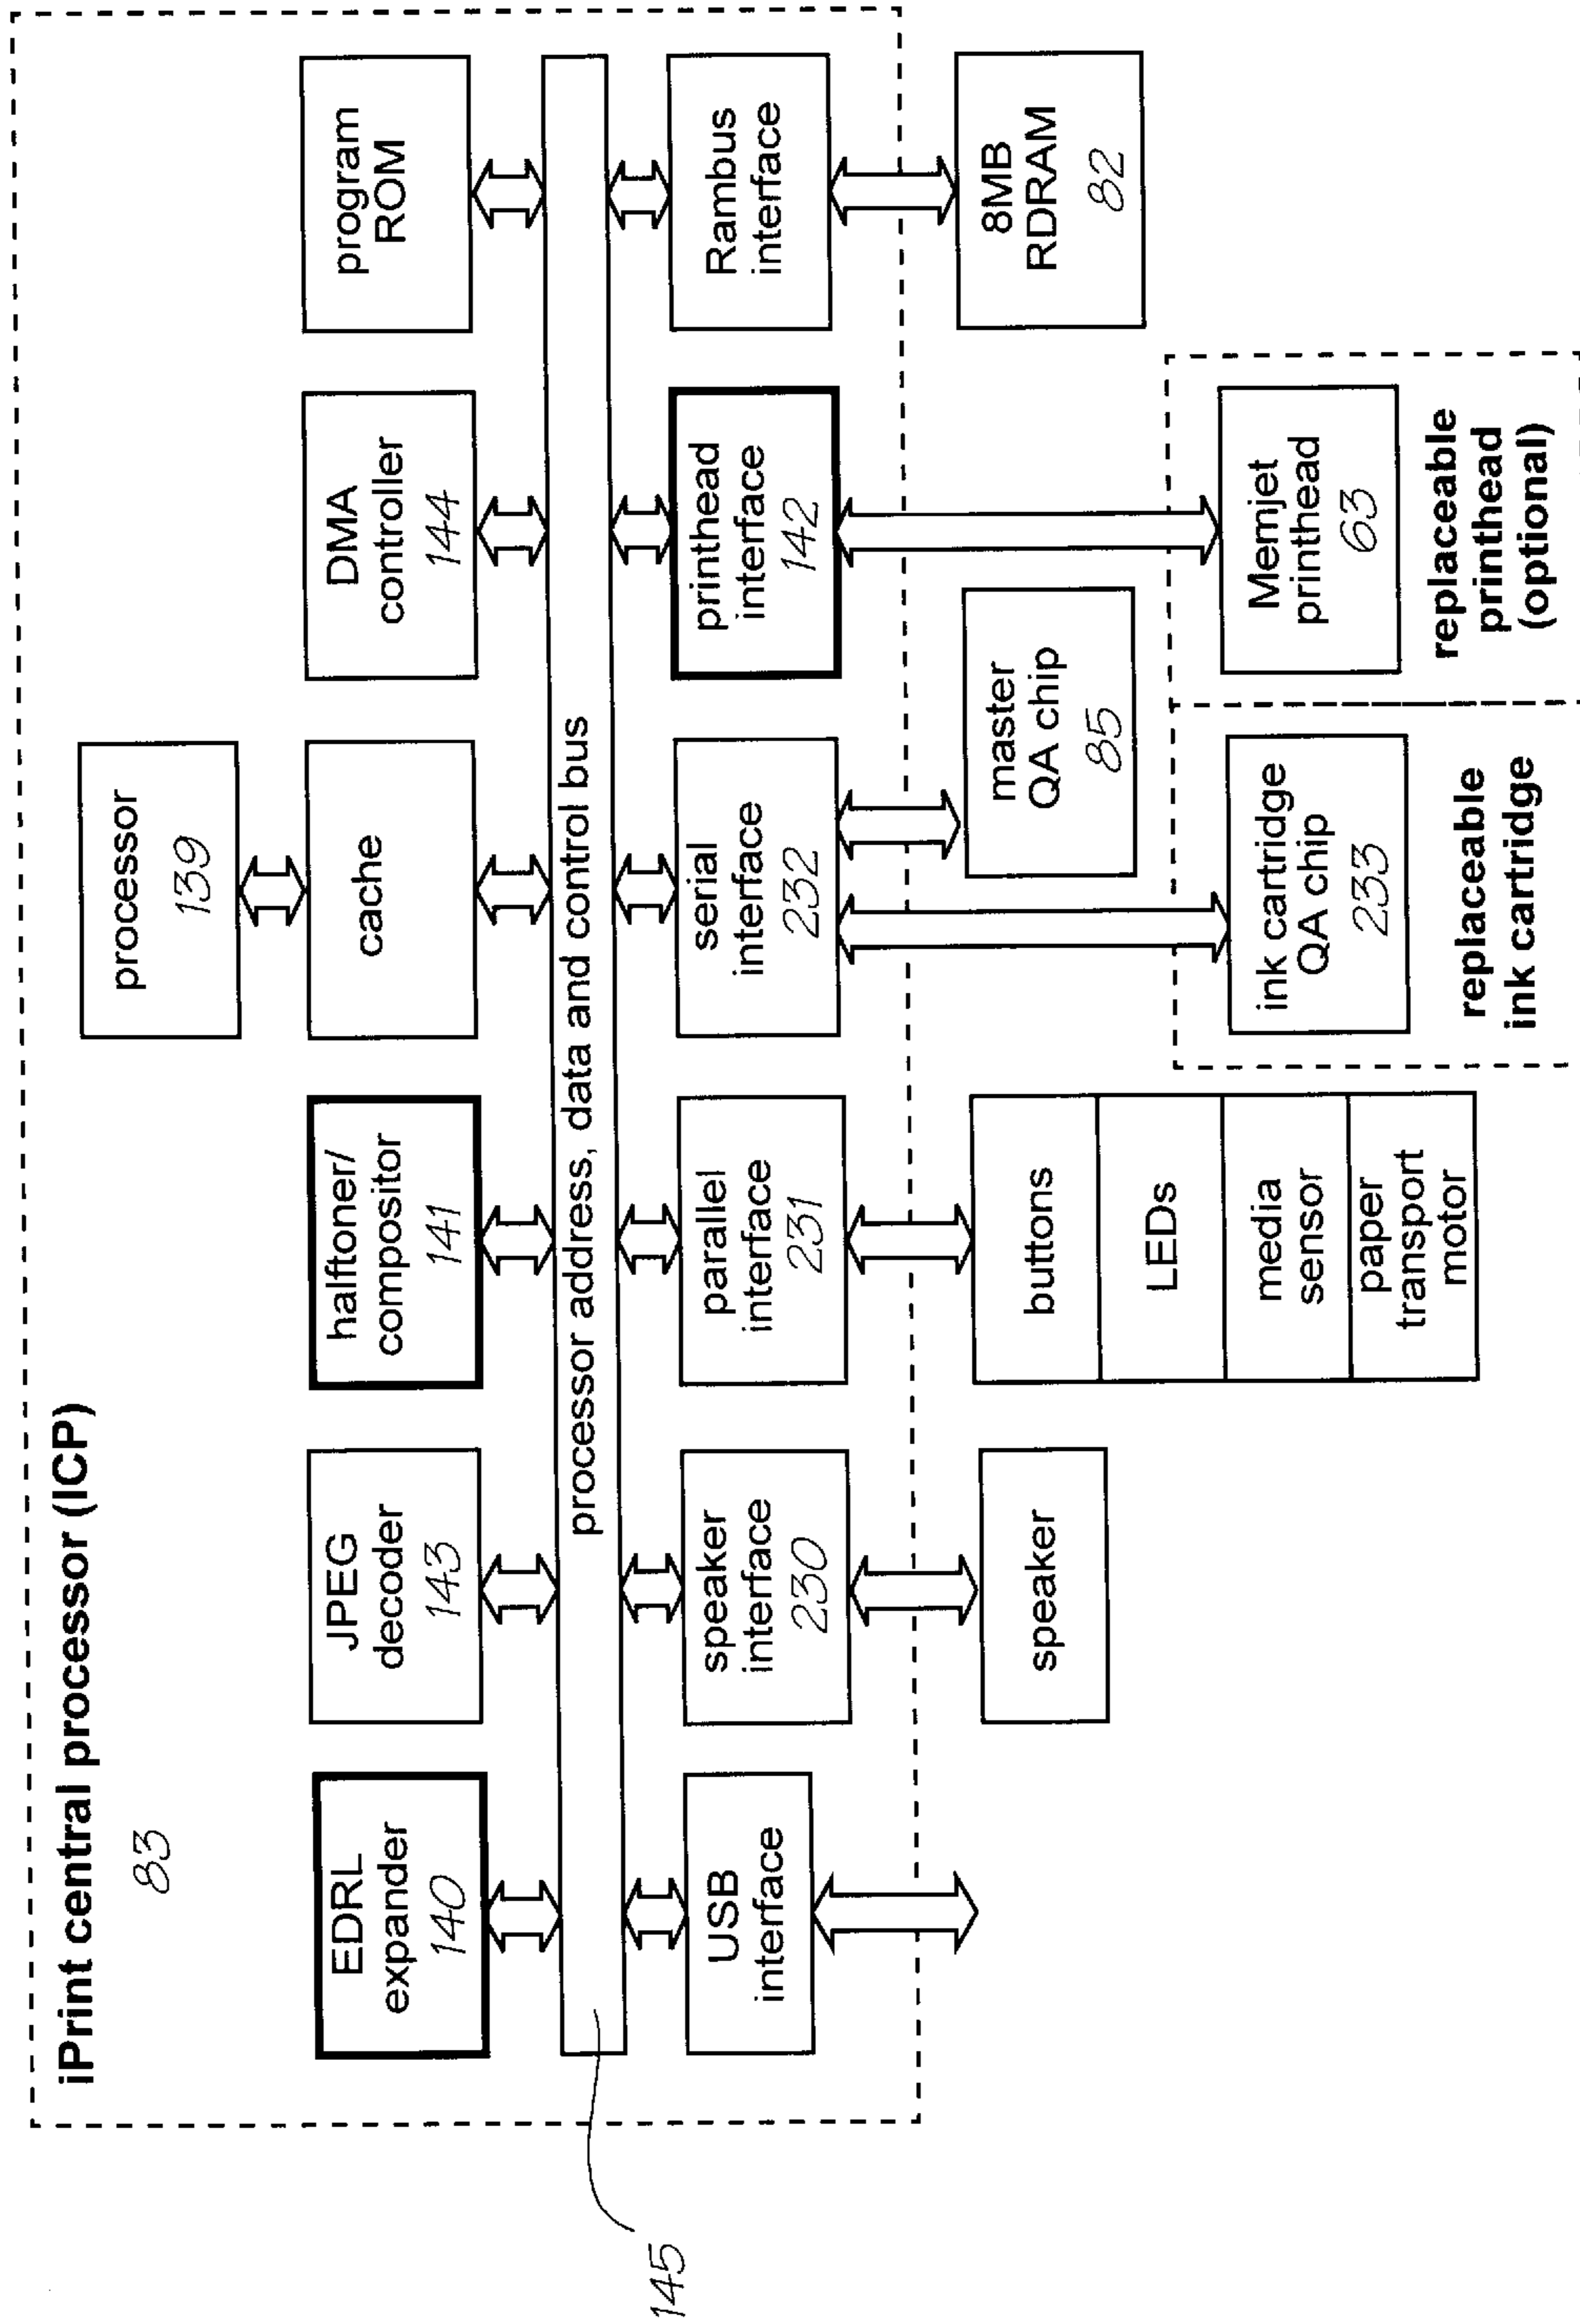 iPrint central processor (ICP)
83
processor
139
EDRL
expander
140
JPEG
decoder
143
halftoner/
compositor
141
cache
DMA
controller
144
program
ROM
processor address, data and control bus
145
USB
interface
speaker
interface
230
parallel
interface
231
serial
interface
232
printhead
interface
142
Rambus
interface
speaker
buttons
LEDs
media
sensor
paper
transport
motor
master
QA chip
85
8MB
RDRAM
82
ink cartridge
QA chip
233
replaceable
ink cartridge
Memjet
printhead
63
replaceable
printhead
(optional)